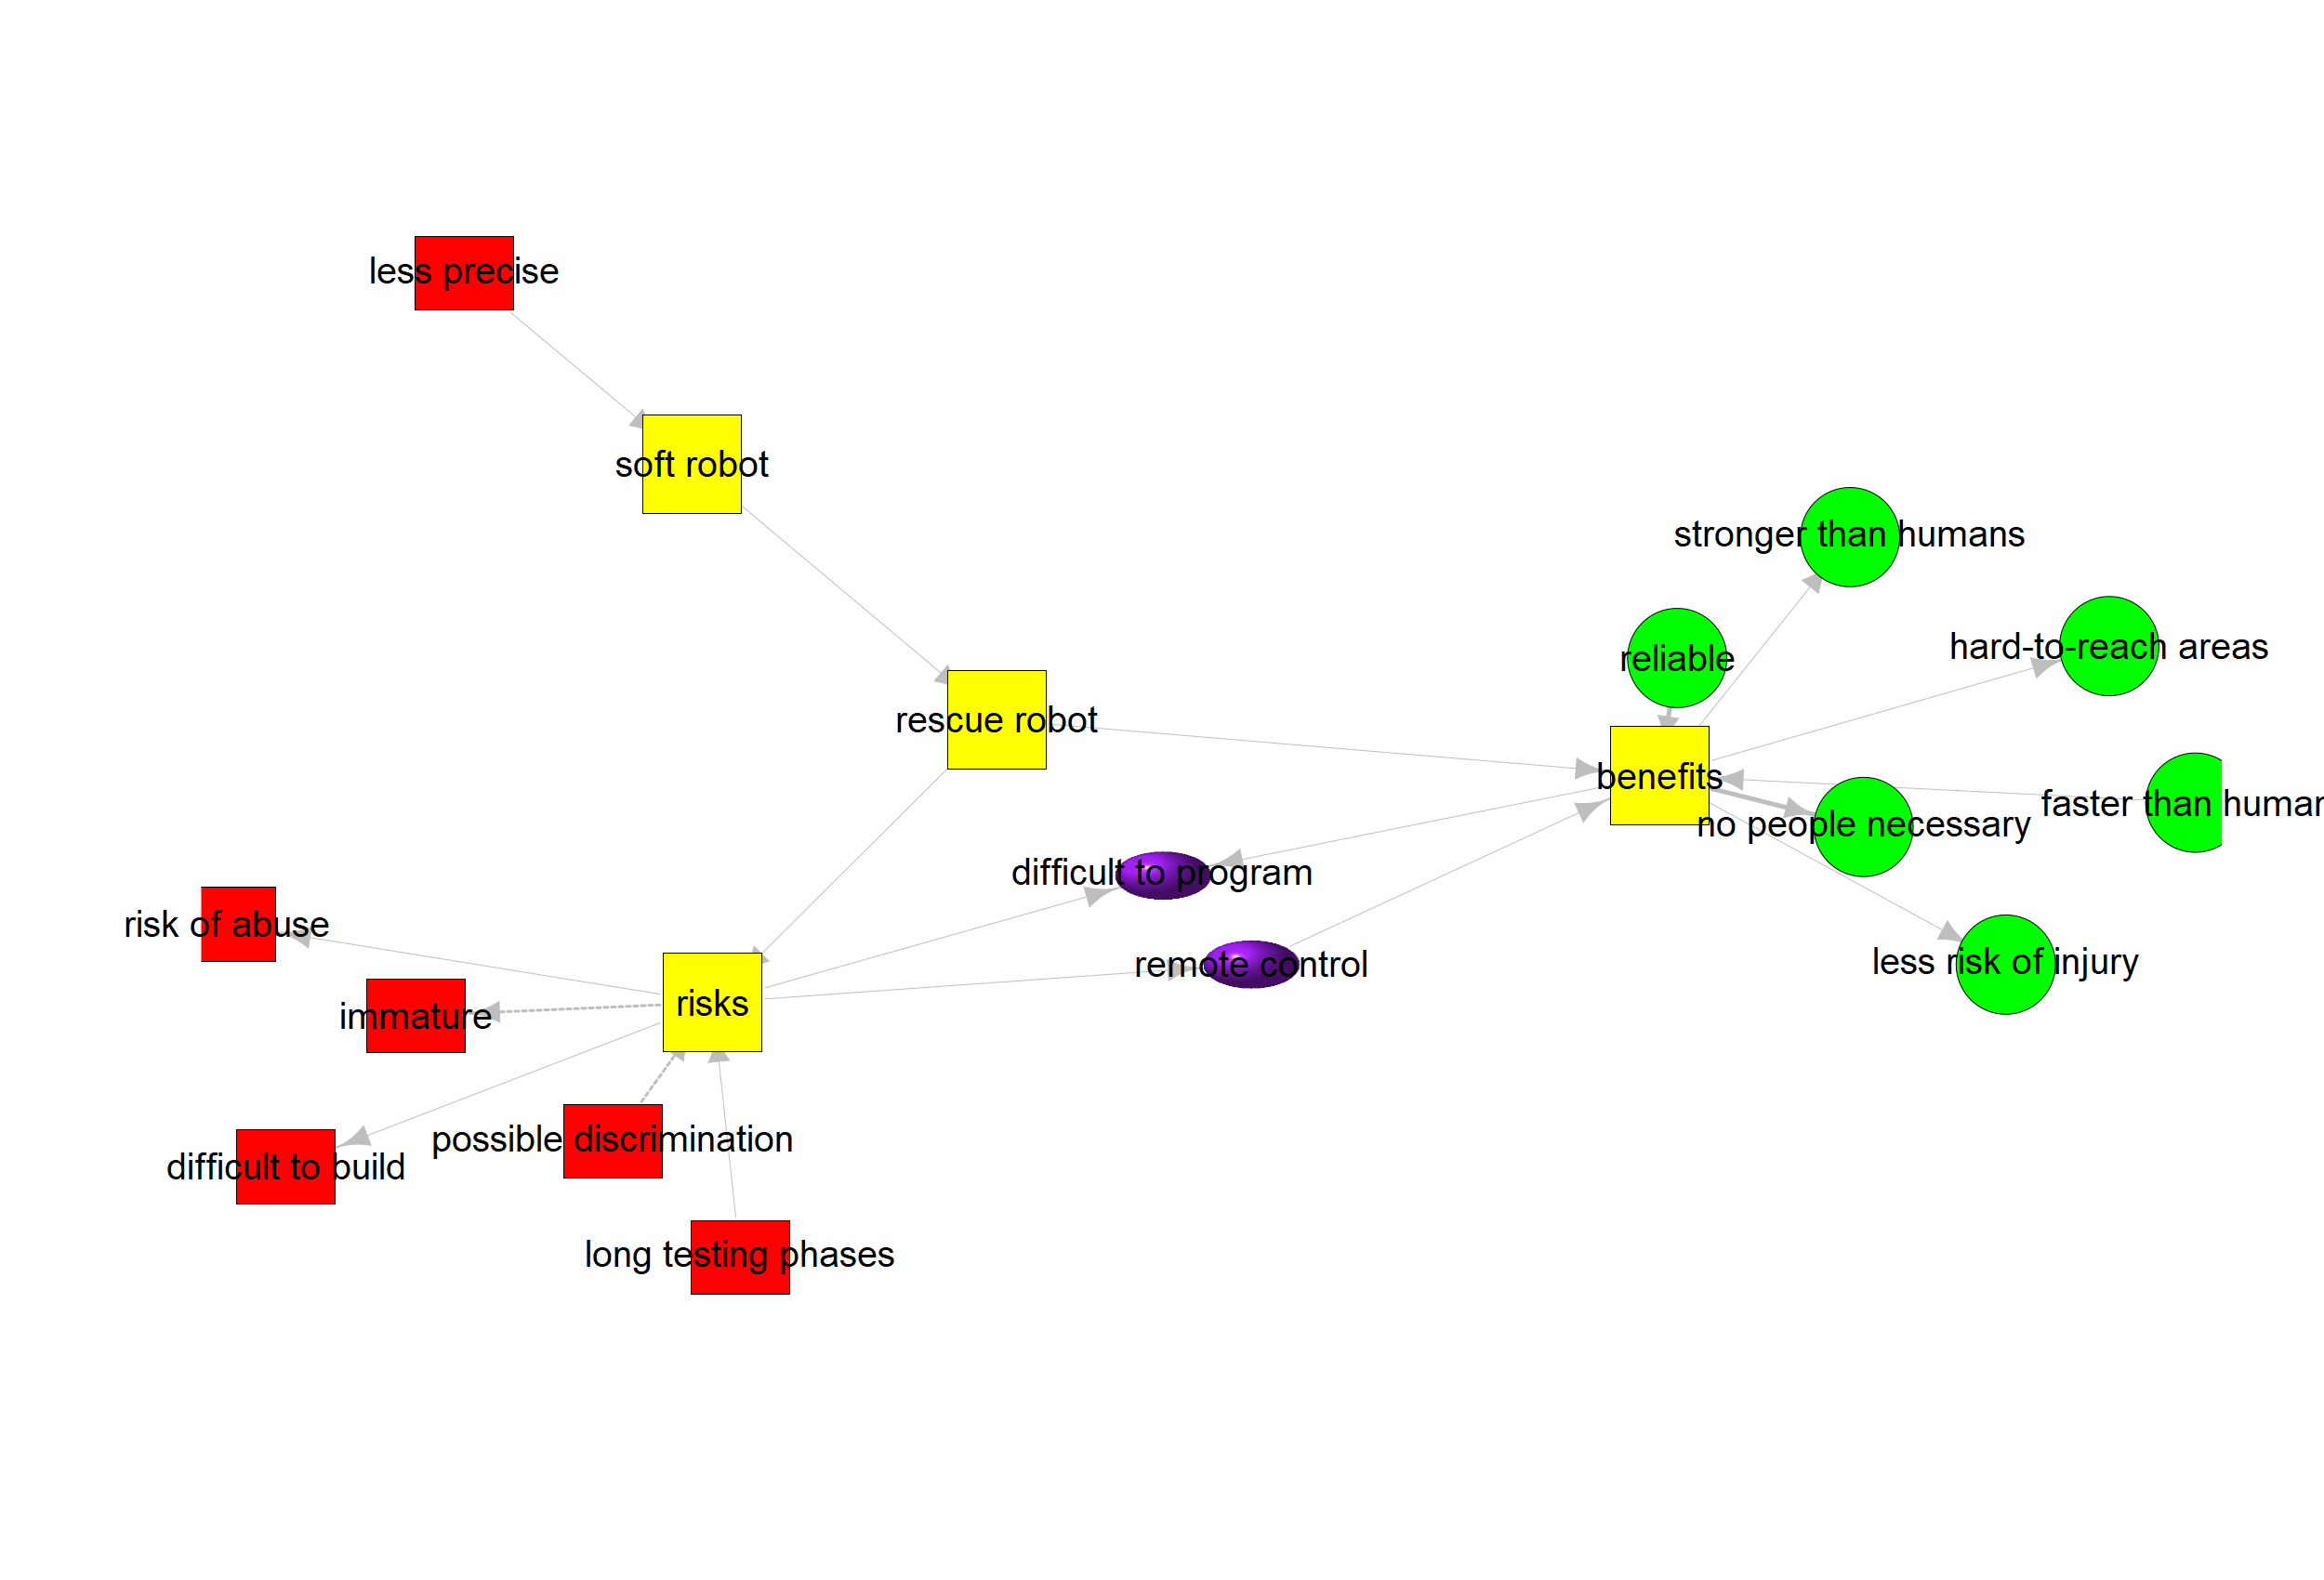 less precise
soft robot
stronger than humans
hard-to-reach areas
reliable
rescue robot
benefits
faster than human
no people necessary
difficult to program
risk of abuse
less risk of injury
remote control
risks
immature
possible discrimination
difficult to build
long testing phases